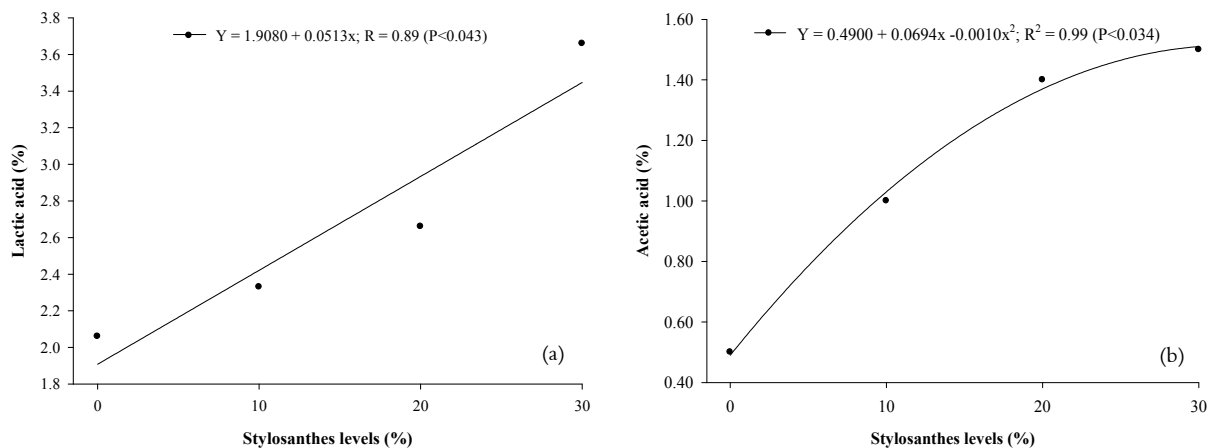 Y = 1.9080 + 0.0513x; R = 0.89 (P<0.043)
Lactic acid (%)
3.8
3.6
3.4
3.2
3.0
2.8
2.6
2.4
2.2
2.0
1.8
0 10 20 30
Stylosanthes levels (%)
(a)
Y = 0.4900 + 0.0694x -0.0010x²; R² = 0.99 (P<0.034)
Acetic acid (%)
1.60
1.40
1.20
1.00
0.80
0.60
0.40
0 10 20 30
Stylosanthes levels (%)
(b)